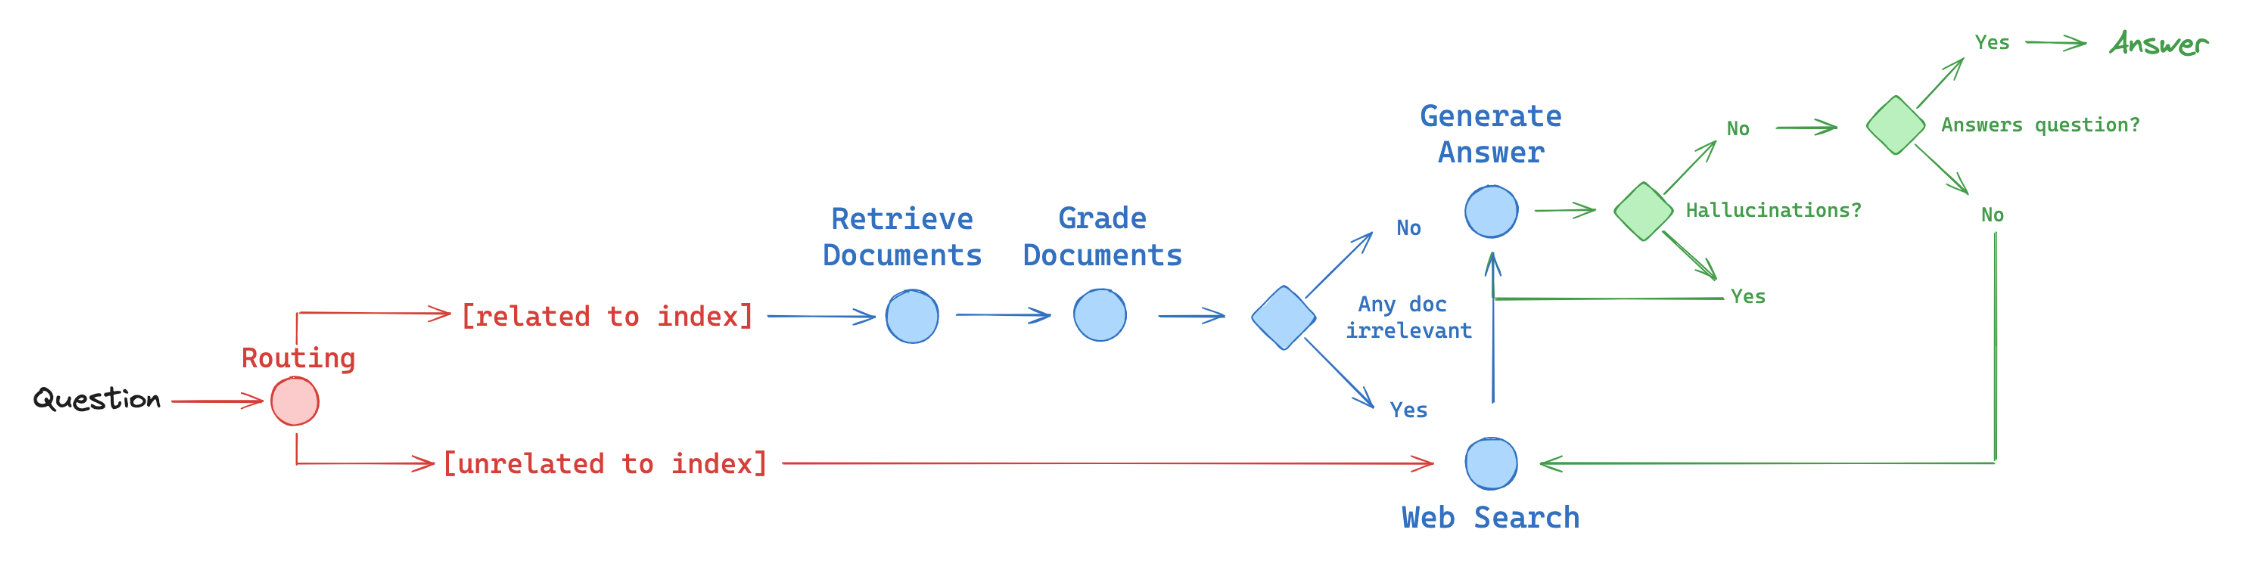 Question
Routing
[related to index]
[unrelated to index]
Retrieve
Documents
Grade
Documents
No
Any doc
irrelevant
Yes
Generate
Answer
Web Search
Hallucinations?
No
Yes
Answers question?
Yes
Answer
No